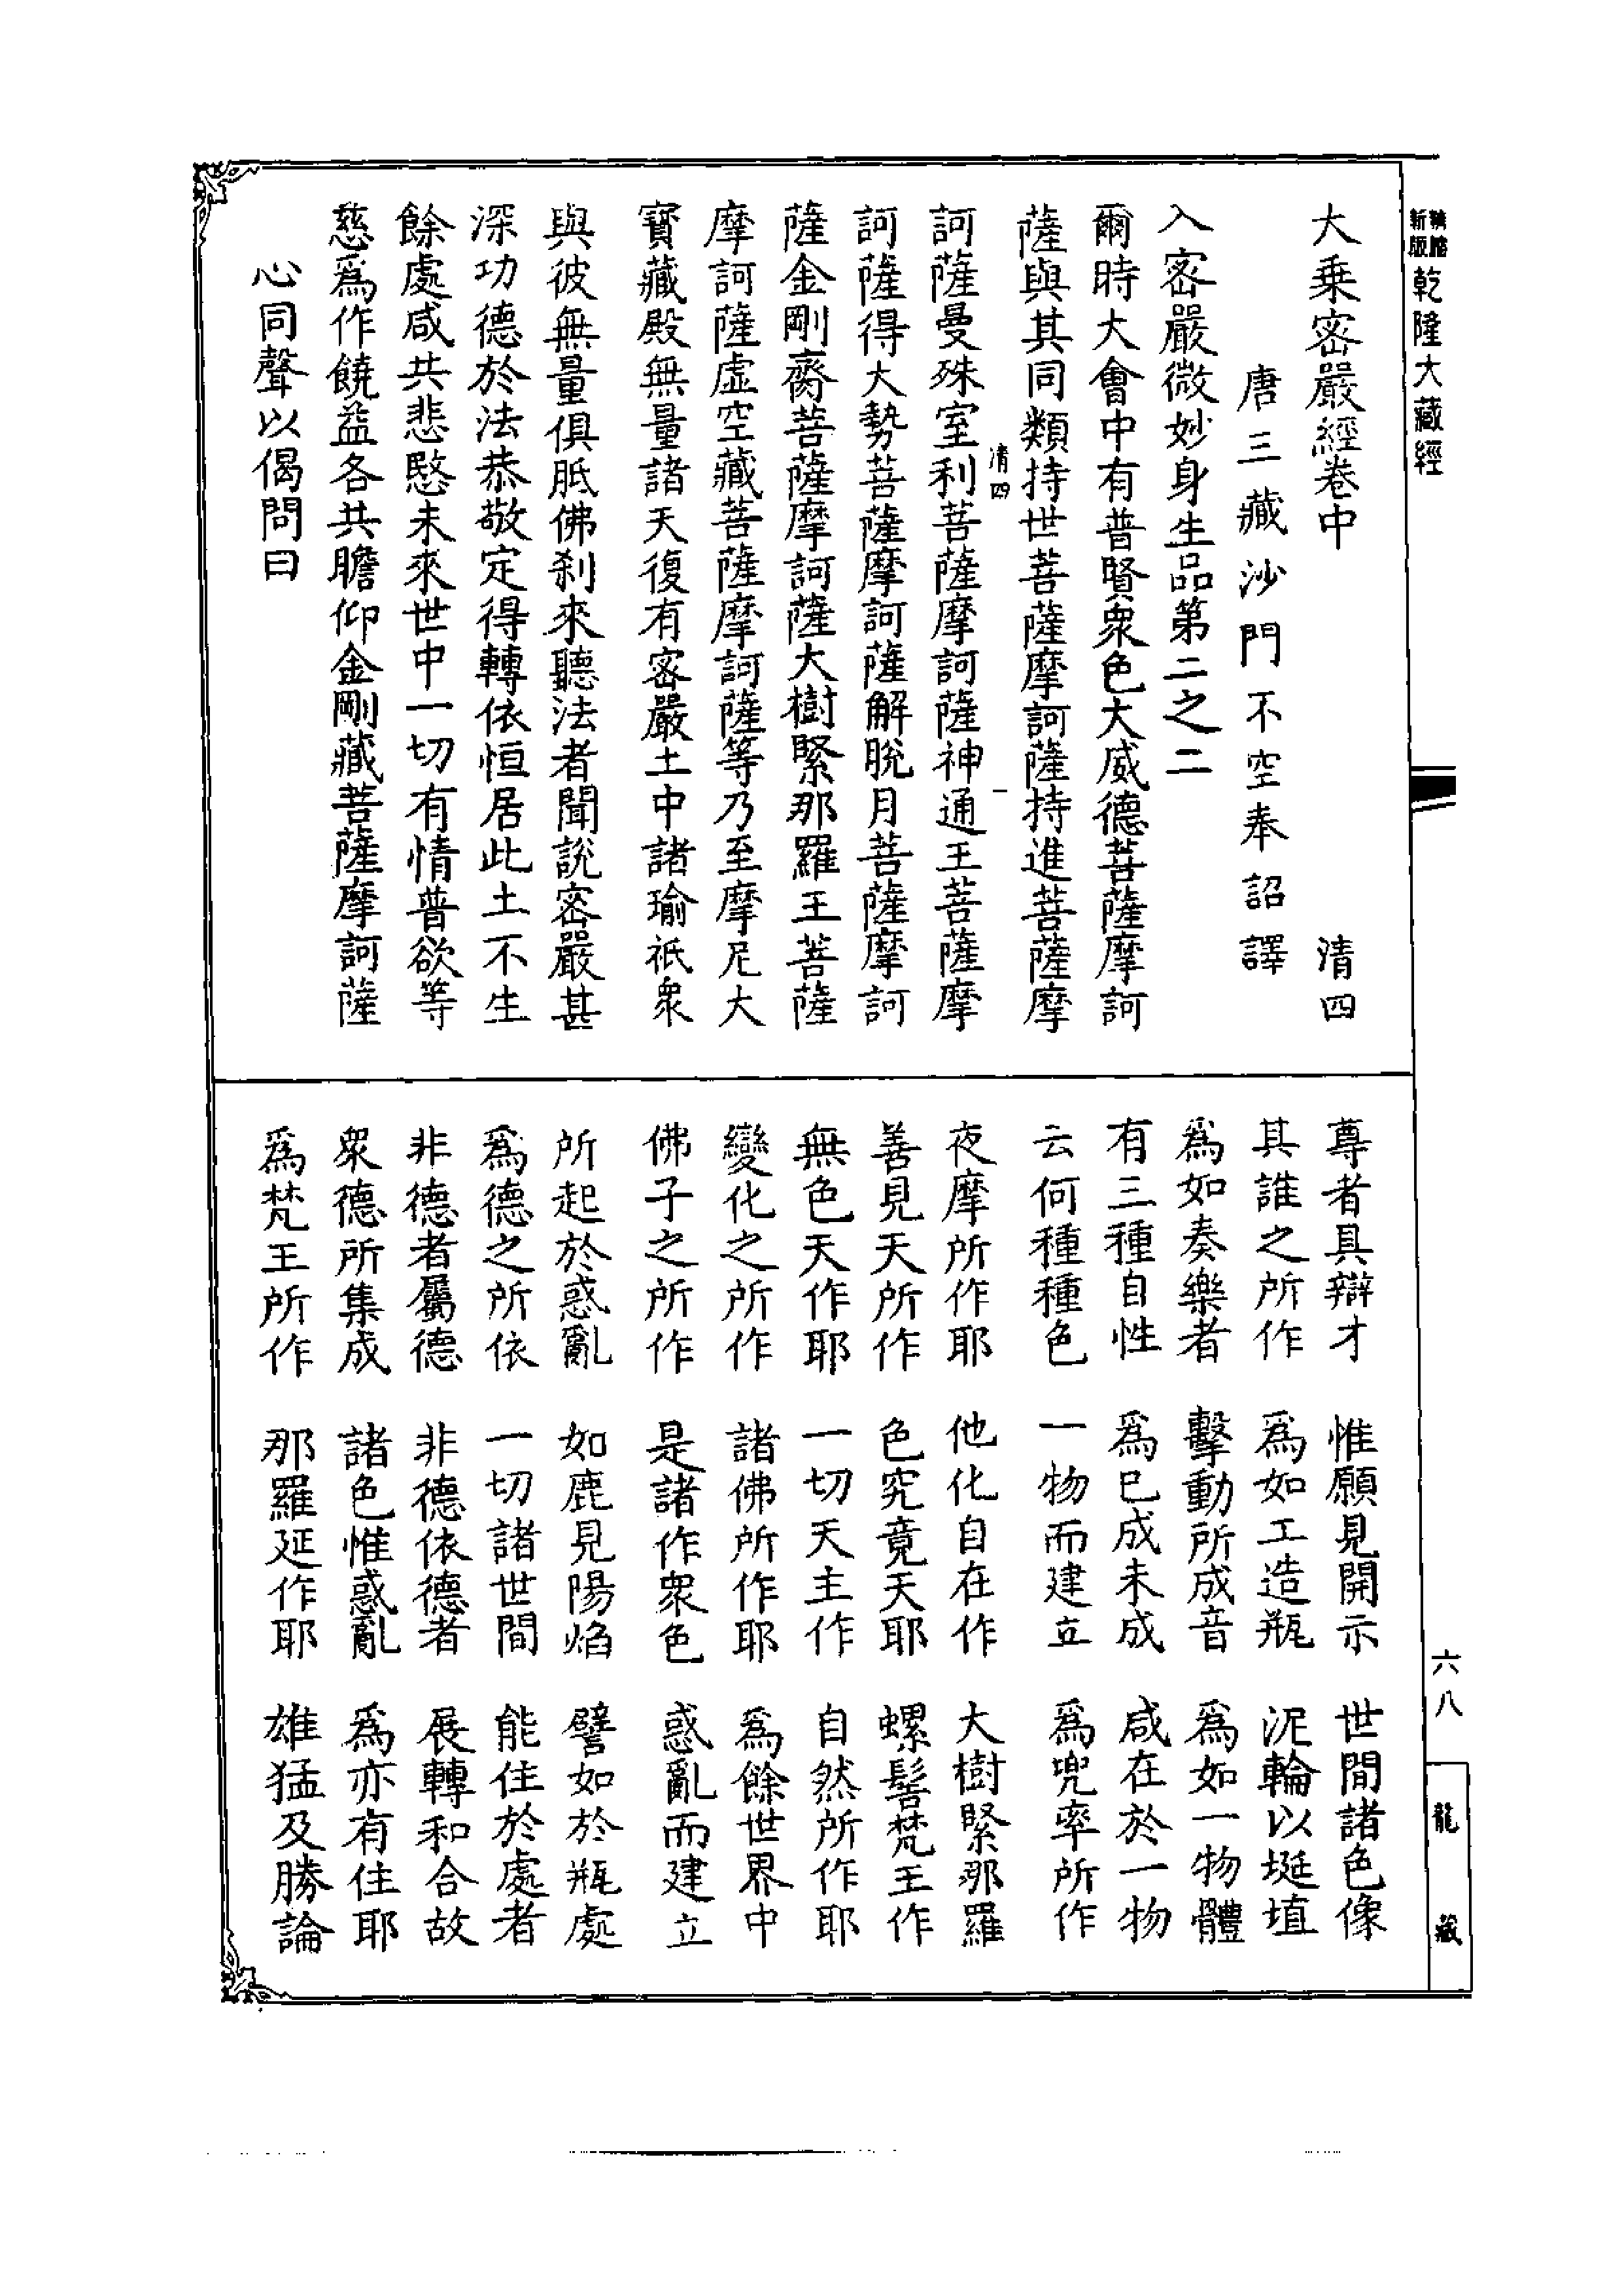 新版
乾隆大藏經
大乘密嚴經卷中 清四
唐三藏沙門不空奉詔譯
入密嚴微妙身生品第二之二
爾時大會中有普賢衆色大威德菩薩摩訶
薩與其同類持世菩薩摩訶薩持進菩薩摩
清四 一
訶薩曼殊室利菩薩摩訶薩神通王菩薩摩
訶薩得大勢菩薩摩訶薩解脫月菩薩摩訶
薩金剛齋菩薩摩訶薩大樹緊那羅王菩薩
摩訶薩虛空藏菩薩摩訶薩等乃至摩尼大
寶藏殿無量諸天復有密嚴土中諸瑜祇衆
與彼無量俱胝佛刹來聽法者聞說密嚴甚
深功德於法恭敬定得轉依恒居此土不生
餘處咸共悲愍未來世中一切有情普欲等
慈爲作饒益各共瞻仰金剛藏菩薩摩訶薩
心同聲以偈問曰
尊者具辯才 惟願見開示 世間諸色像
其誰之所作 爲如工造瓶 泥輪以埏埴
爲如奏樂者 擊動所成音 爲如一物體
有三種自性 爲已成未成 咸在於一物
云何種種色 一物而建立 爲兜率所作
夜摩所作耶 他化自在作 大樹緊那羅
善見天所作 色究竟天耶 螺髻梵王作
無色天作耶 一切天主作 自然所作耶
變化之所作 諸佛所作耶 爲餘世界中
佛子之所作 是諸作衆色 惑亂而建立
所起於惑亂 如鹿見陽焰 譬如於瓶處
爲德之所依 一切諸世間 能住於處者
非德者屬德 非德依德者 展轉和合故
衆德所集成 諸色惟惑亂 爲亦有住耶
爲梵王所作 那羅延作耶 雄猛及勝論
六八
龍藏